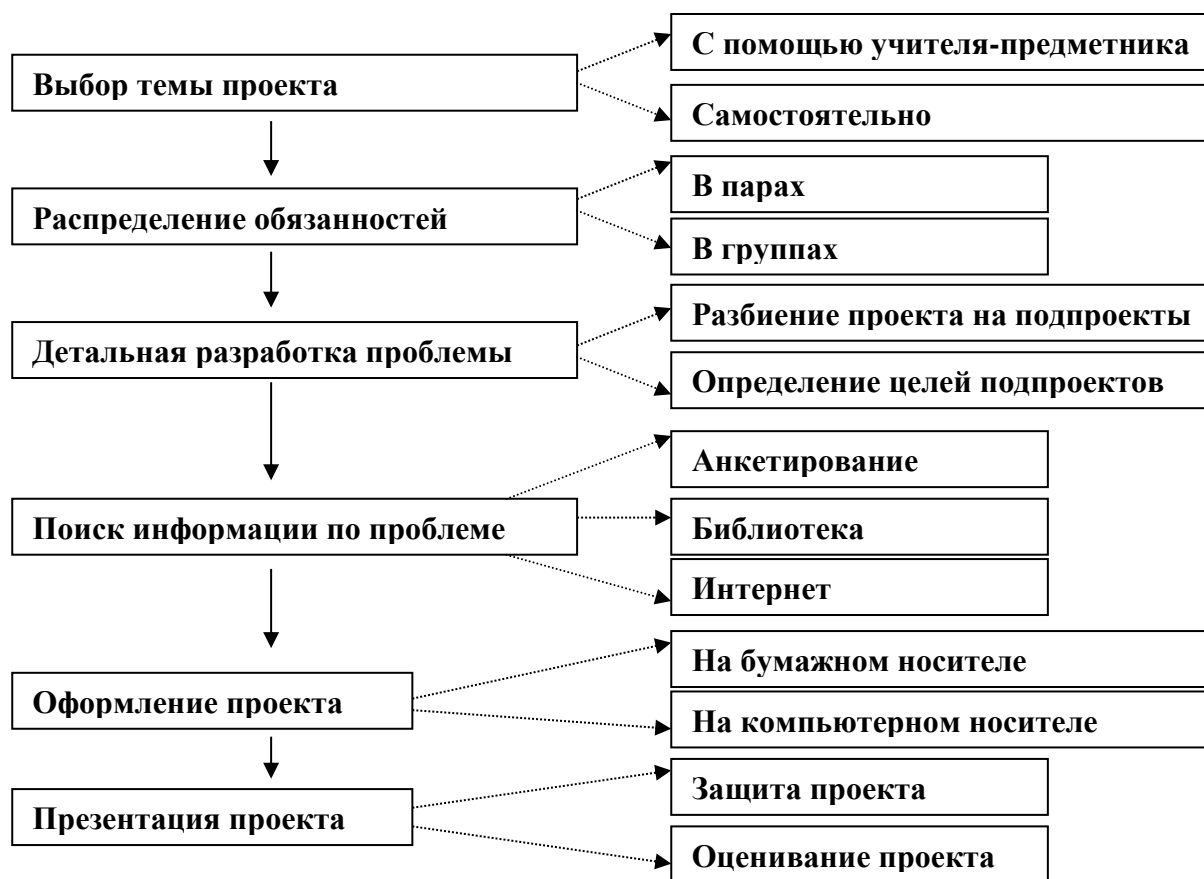 Выбор темы проекта
С помощью учителя-предметника
Самостоятельно
Распределение обязанностей
В парах
В группах
Детальная разработка проблемы
Разбиение проекта на подпроекты
Определение целей подпроектов
Поиск информации по проблеме
Анкетирование
Библиотека
Интернет
Оформление проекта
На бумажном носителе
На компьютерном носителе
Презентация проекта
Защита проекта
Оценивание проекта